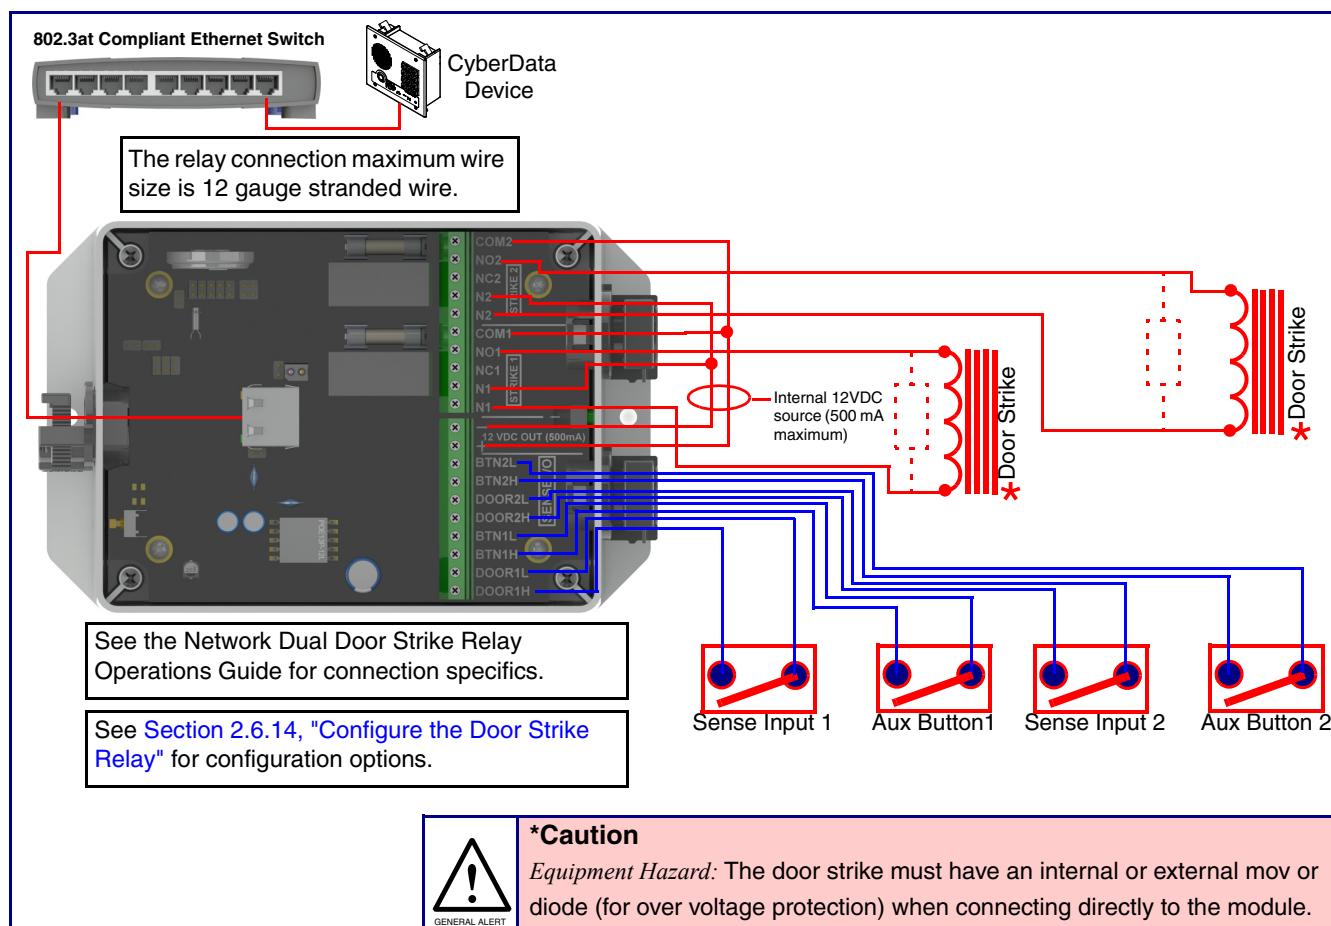 802.3at Compliant Ethernet Switch
CyberData
Device
The relay connection maximum wire
size is 12 gauge stranded wire.
COM2
NO2
NC2
N2
N2
STRIKE 2
COM1
NO1
NC1
N1
N1
STRIKE 1
-
12 VDC OUT (500mA)
+
BTN2L
BTN2H
DOOR2L
DOOR2H
BTN1L
BTN1H
DOOR1L
DOOR1H
SENSE I/O
POE13P-12L
Internal 12VDC
source (500 mA
maximum)
*Door Strike
*Door Strike
See the Network Dual Door Strike Relay
Operations Guide for connection specifics.
See Section 2.6.14, "Configure the Door Strike
Relay" for configuration options.
Sense Input 1
Aux Button1
Sense Input 2
Aux Button 2
GENERAL ALERT
*Caution
Equipment Hazard: The door strike must have an internal or external mov or
diode (for over voltage protection) when connecting directly to the module.